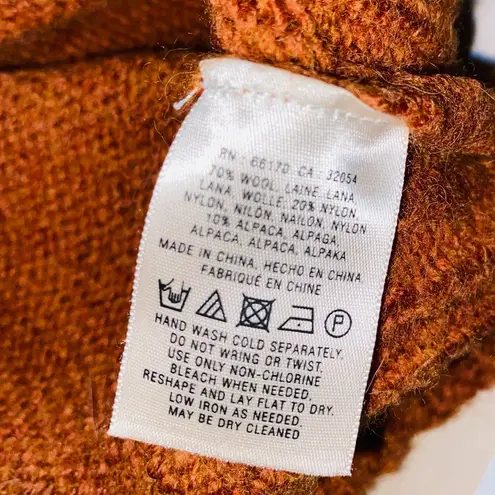 RN : 66170 CA : 32054
70% WOOL, LAINE, LANA,
LANA, WOLLE, 20% NYLON,
NYLON, NILÓN, NAILON, NYLON,
10% ALPACA, ALPAGA,
ALPACA, ALPACA, ALPAKA
MADE IN CHINA, HECHO EN CHINA
FABRIQUÉ EN CHINE
P
HAND WASH COLD SEPARATELY.
DO NOT WRING OR TWIST.
USE ONLY NON-CHLORINE
BLEACH WHEN NEEDED.
RESHAPE AND LAY FLAT TO DRY.
LOW IRON AS NEEDED.
MAY BE DRY CLEANED